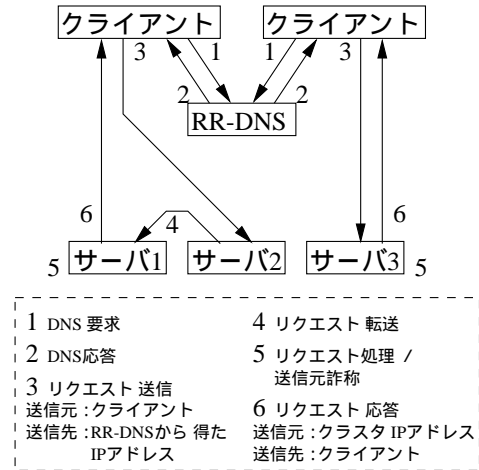 クライアント
クライアント
3
1
1
3
2
2
RR-DNS
6
4
6
5
サーバ1
サーバ2
サーバ3
5
1 DNS 要求
2 DNS応答
3 リクエスト 送信
送信元 : クライアント
送信先 : RR-DNSから 得た
IPアドレス
4 リクエスト 転送
5 リクエスト処理 /
送信元詐称
6 リクエスト 応答
送信元 : クラスタ IPアドレス
送信先 : クライアント